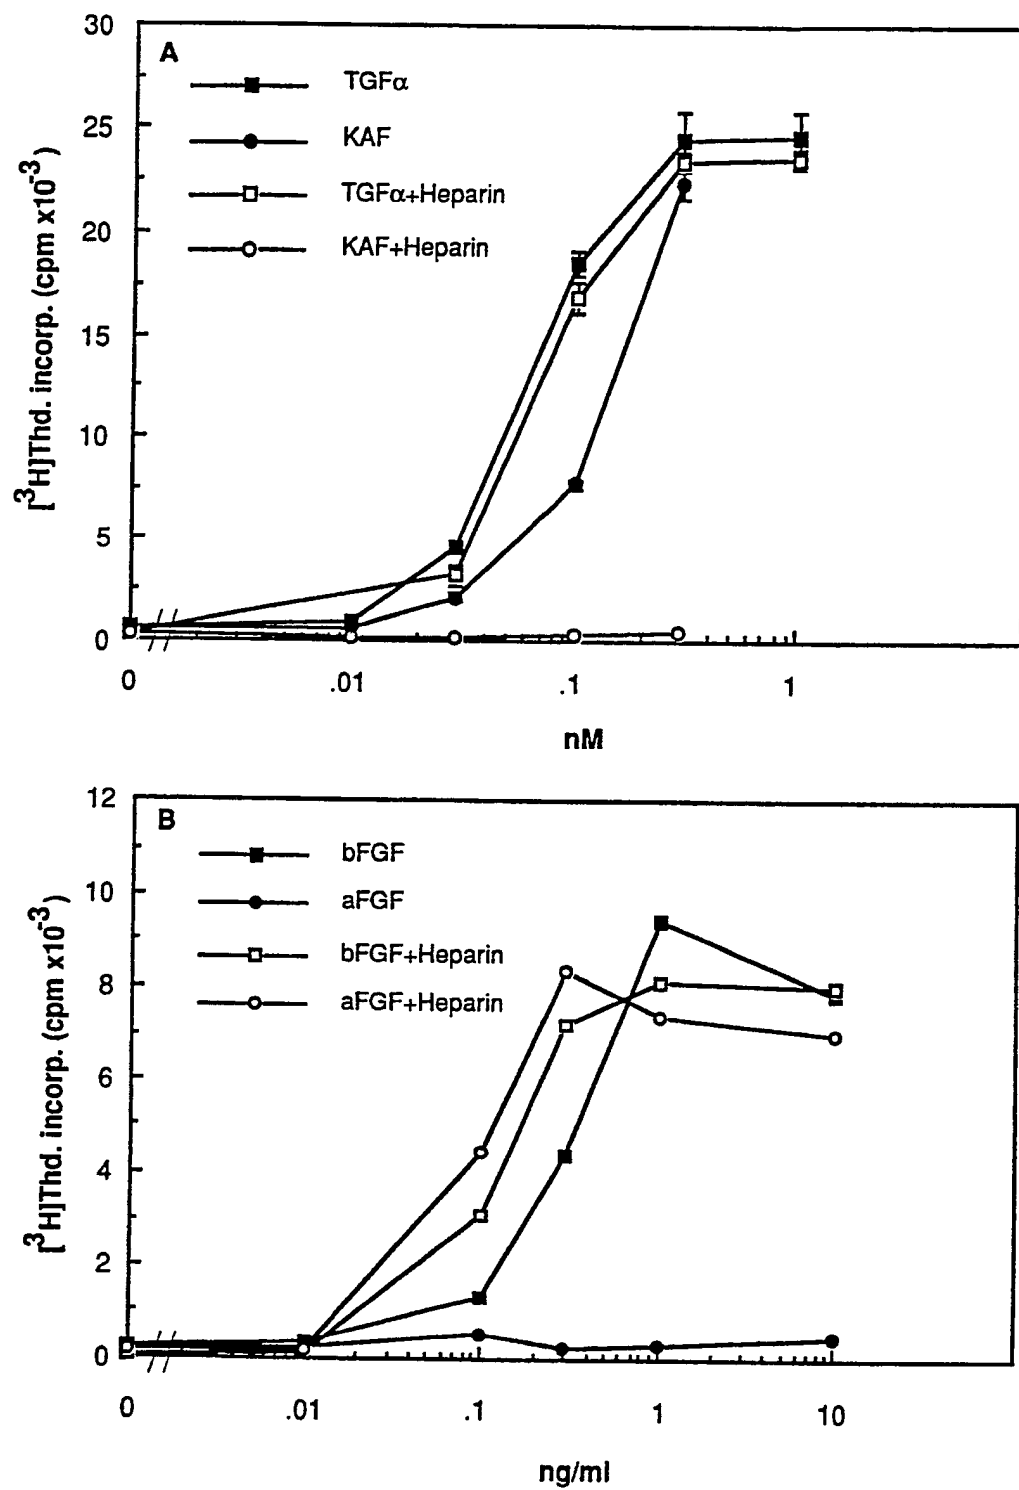 A
TGFα
KAF
TGFα+Heparin
KAF+Heparin
[³H]Thd. incorp. (cpm x10⁻³)
30
25
20
15
10
5
0
0 .01 .1 1
nM
B
bFGF
aFGF
bFGF+Heparin
aFGF+Heparin
[³H]Thd. incorp. (cpm x10⁻³)
12
10
8
6
4
2
0
0 .01 .1 1 10
ng/ml